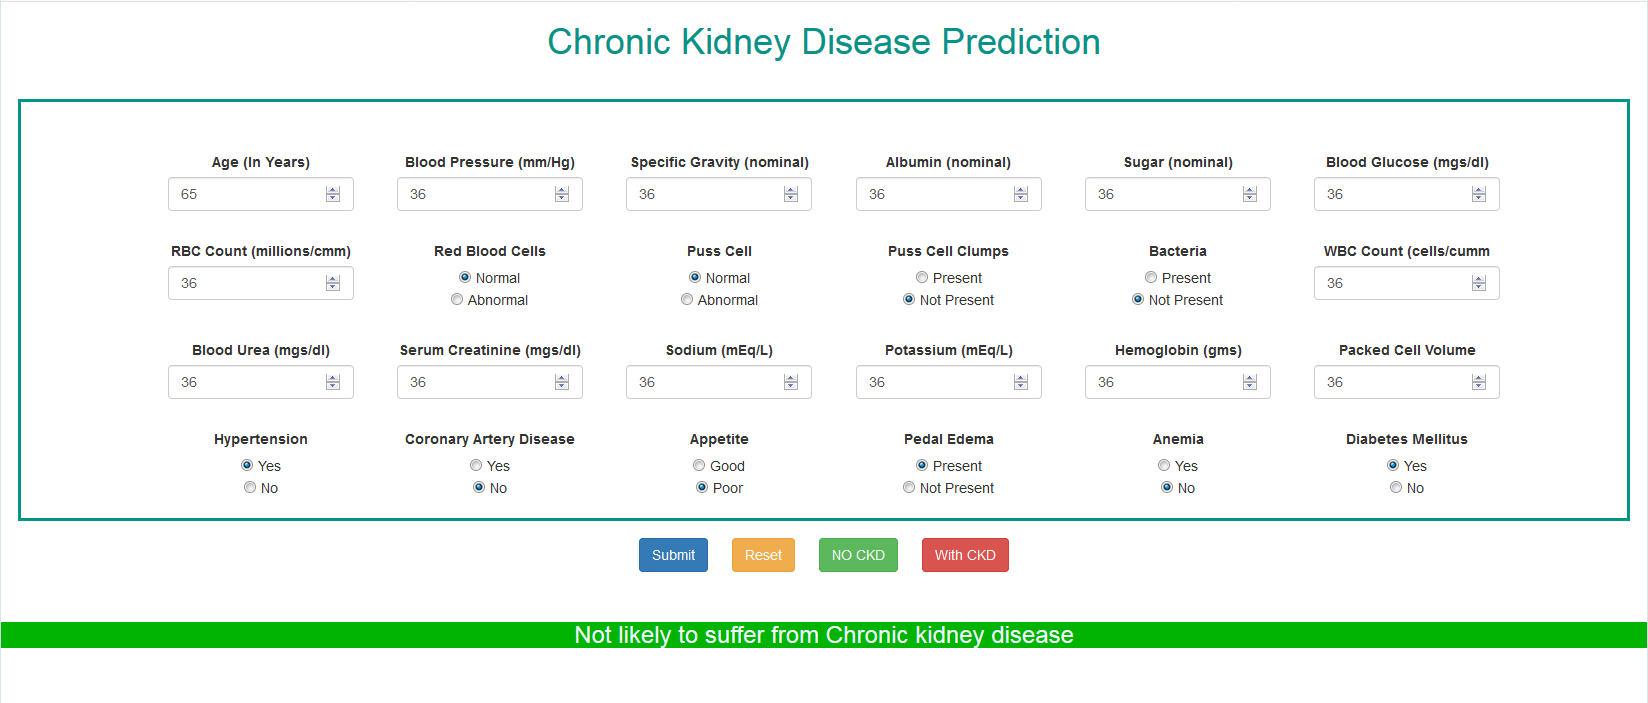 Chronic Kidney Disease Prediction
Age (In Years) Blood Pressure (mm/Hg) Specific Gravity (nominal) Albumin (nominal) Sugar (nominal) Blood Glucose (mgs/dl)
65 36 36 36 36 36
RBC Count (millions/cmm) Red Blood Cells Puss Cell Puss Cell Clumps Bacteria WBC Count (cells/cumm
36 Normal Normal Present Present 36
Abnormal Abnormal Not Present Not Present
Blood Urea (mgs/dl) Serum Creatinine (mgs/dl) Sodium (mEq/L) Potassium (mEq/L) Hemoglobin (gms) Packed Cell Volume
36 36 36 36 36 36
Hypertension Coronary Artery Disease Appetite Pedal Edema Anemia Diabetes Mellitus
Yes Yes Good Present Yes Yes
No No Poor Not Present No No
Submit Reset NO CKD With CKD
Not likely to suffer from Chronic kidney disease